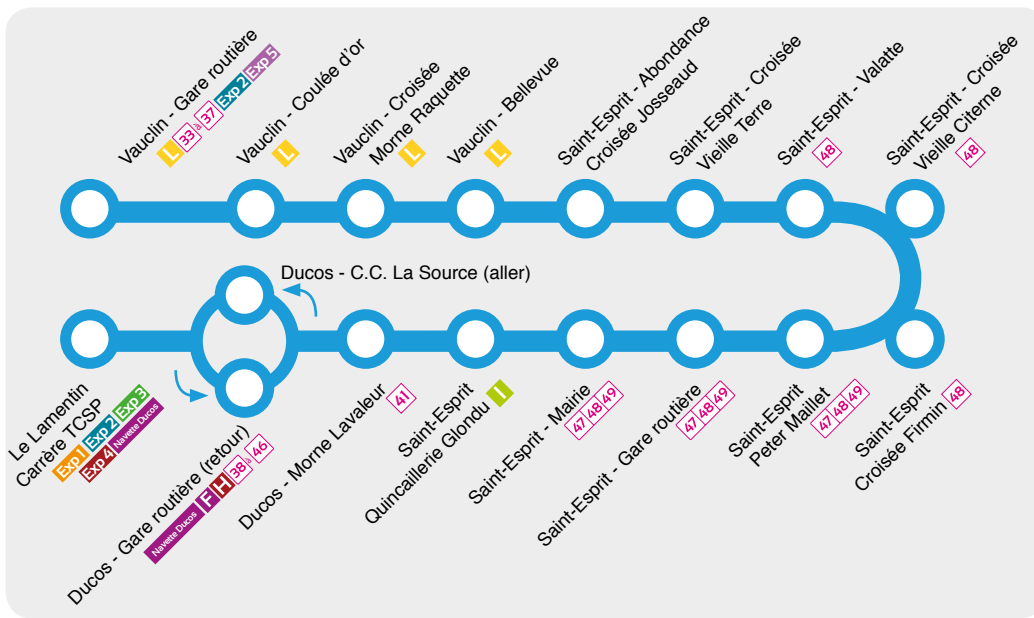 Vauclin - Gare routière
L 33 à 37 Exp 2 Exp 5
Vauclin - Coulée d'or
L
Vauclin - Croisée
Morne Raquette
L
Vauclin - Bellevue
L
Saint-Esprit - Abondance
Croisée Josseaud
Saint-Esprit - Croisée
Vieille Terre
Saint-Esprit - Valatte
48
Saint-Esprit - Croisée
Vieille Citerne
48
Ducos - C.C. La Source (aller)
Le Lamentin
Carrère TCSP
Exp1 Exp 2 Exp 3
Exp 4 Navette Ducos
Ducos - Gare routière (retour)
Navette Ducos F H 38 à 46
Ducos - Morne Lavaleur 41
Saint-Esprit
Quincaillerie Glondu I
Saint-Esprit - Mairie
47 48 49
Saint-Esprit - Gare routière
47 48 49
Saint-Esprit
Peter Maillet
47 48 49
Saint-Esprit
Croisée Firmin 48